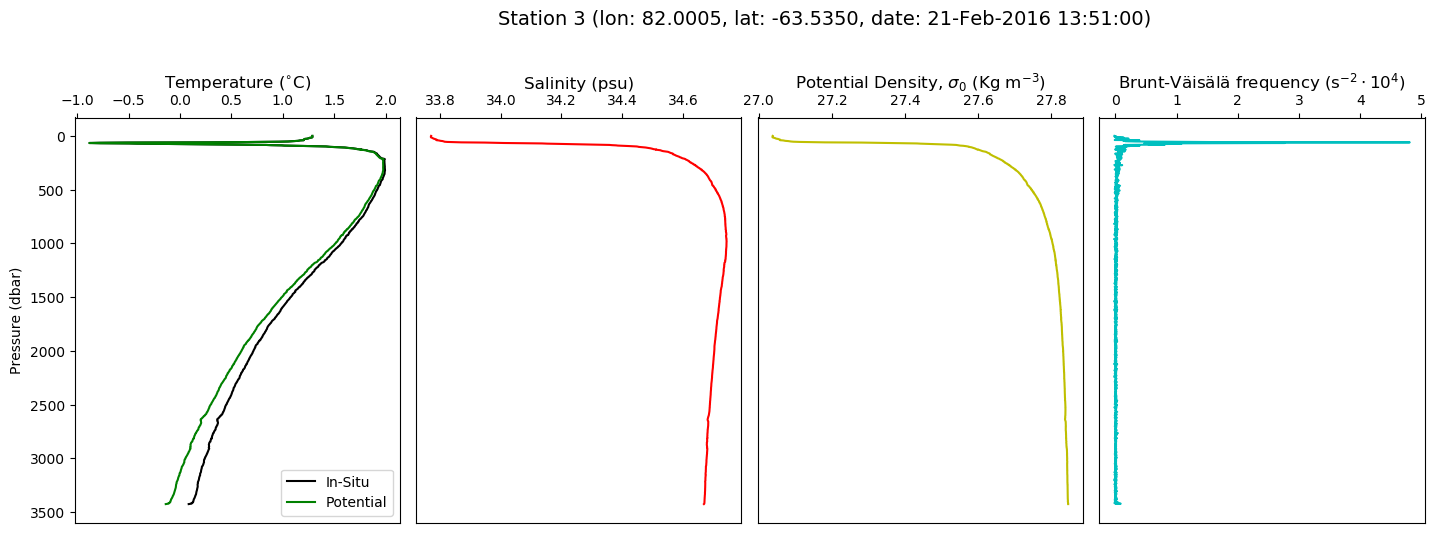 Station 3 (lon: 82.0005, lat: -63.5350, date: 21-Feb-2016 13:51:00)
Temperature (˚C)
−1.0 −0.5 0.0 0.5 1.0 1.5 2.0
Salinity (psu)
33.8 34.0 34.2 34.4 34.6
Potential Density, σ₀ (Kg m⁻³)
27.0 27.2 27.4 27.6 27.8
Brunt-Väisälä frequency (s⁻² · 10⁴)
0 1 2 3 4 5
Pressure (dbar)
0
500
1000
1500
2000
2500
3000
3500
In-Situ
Potential